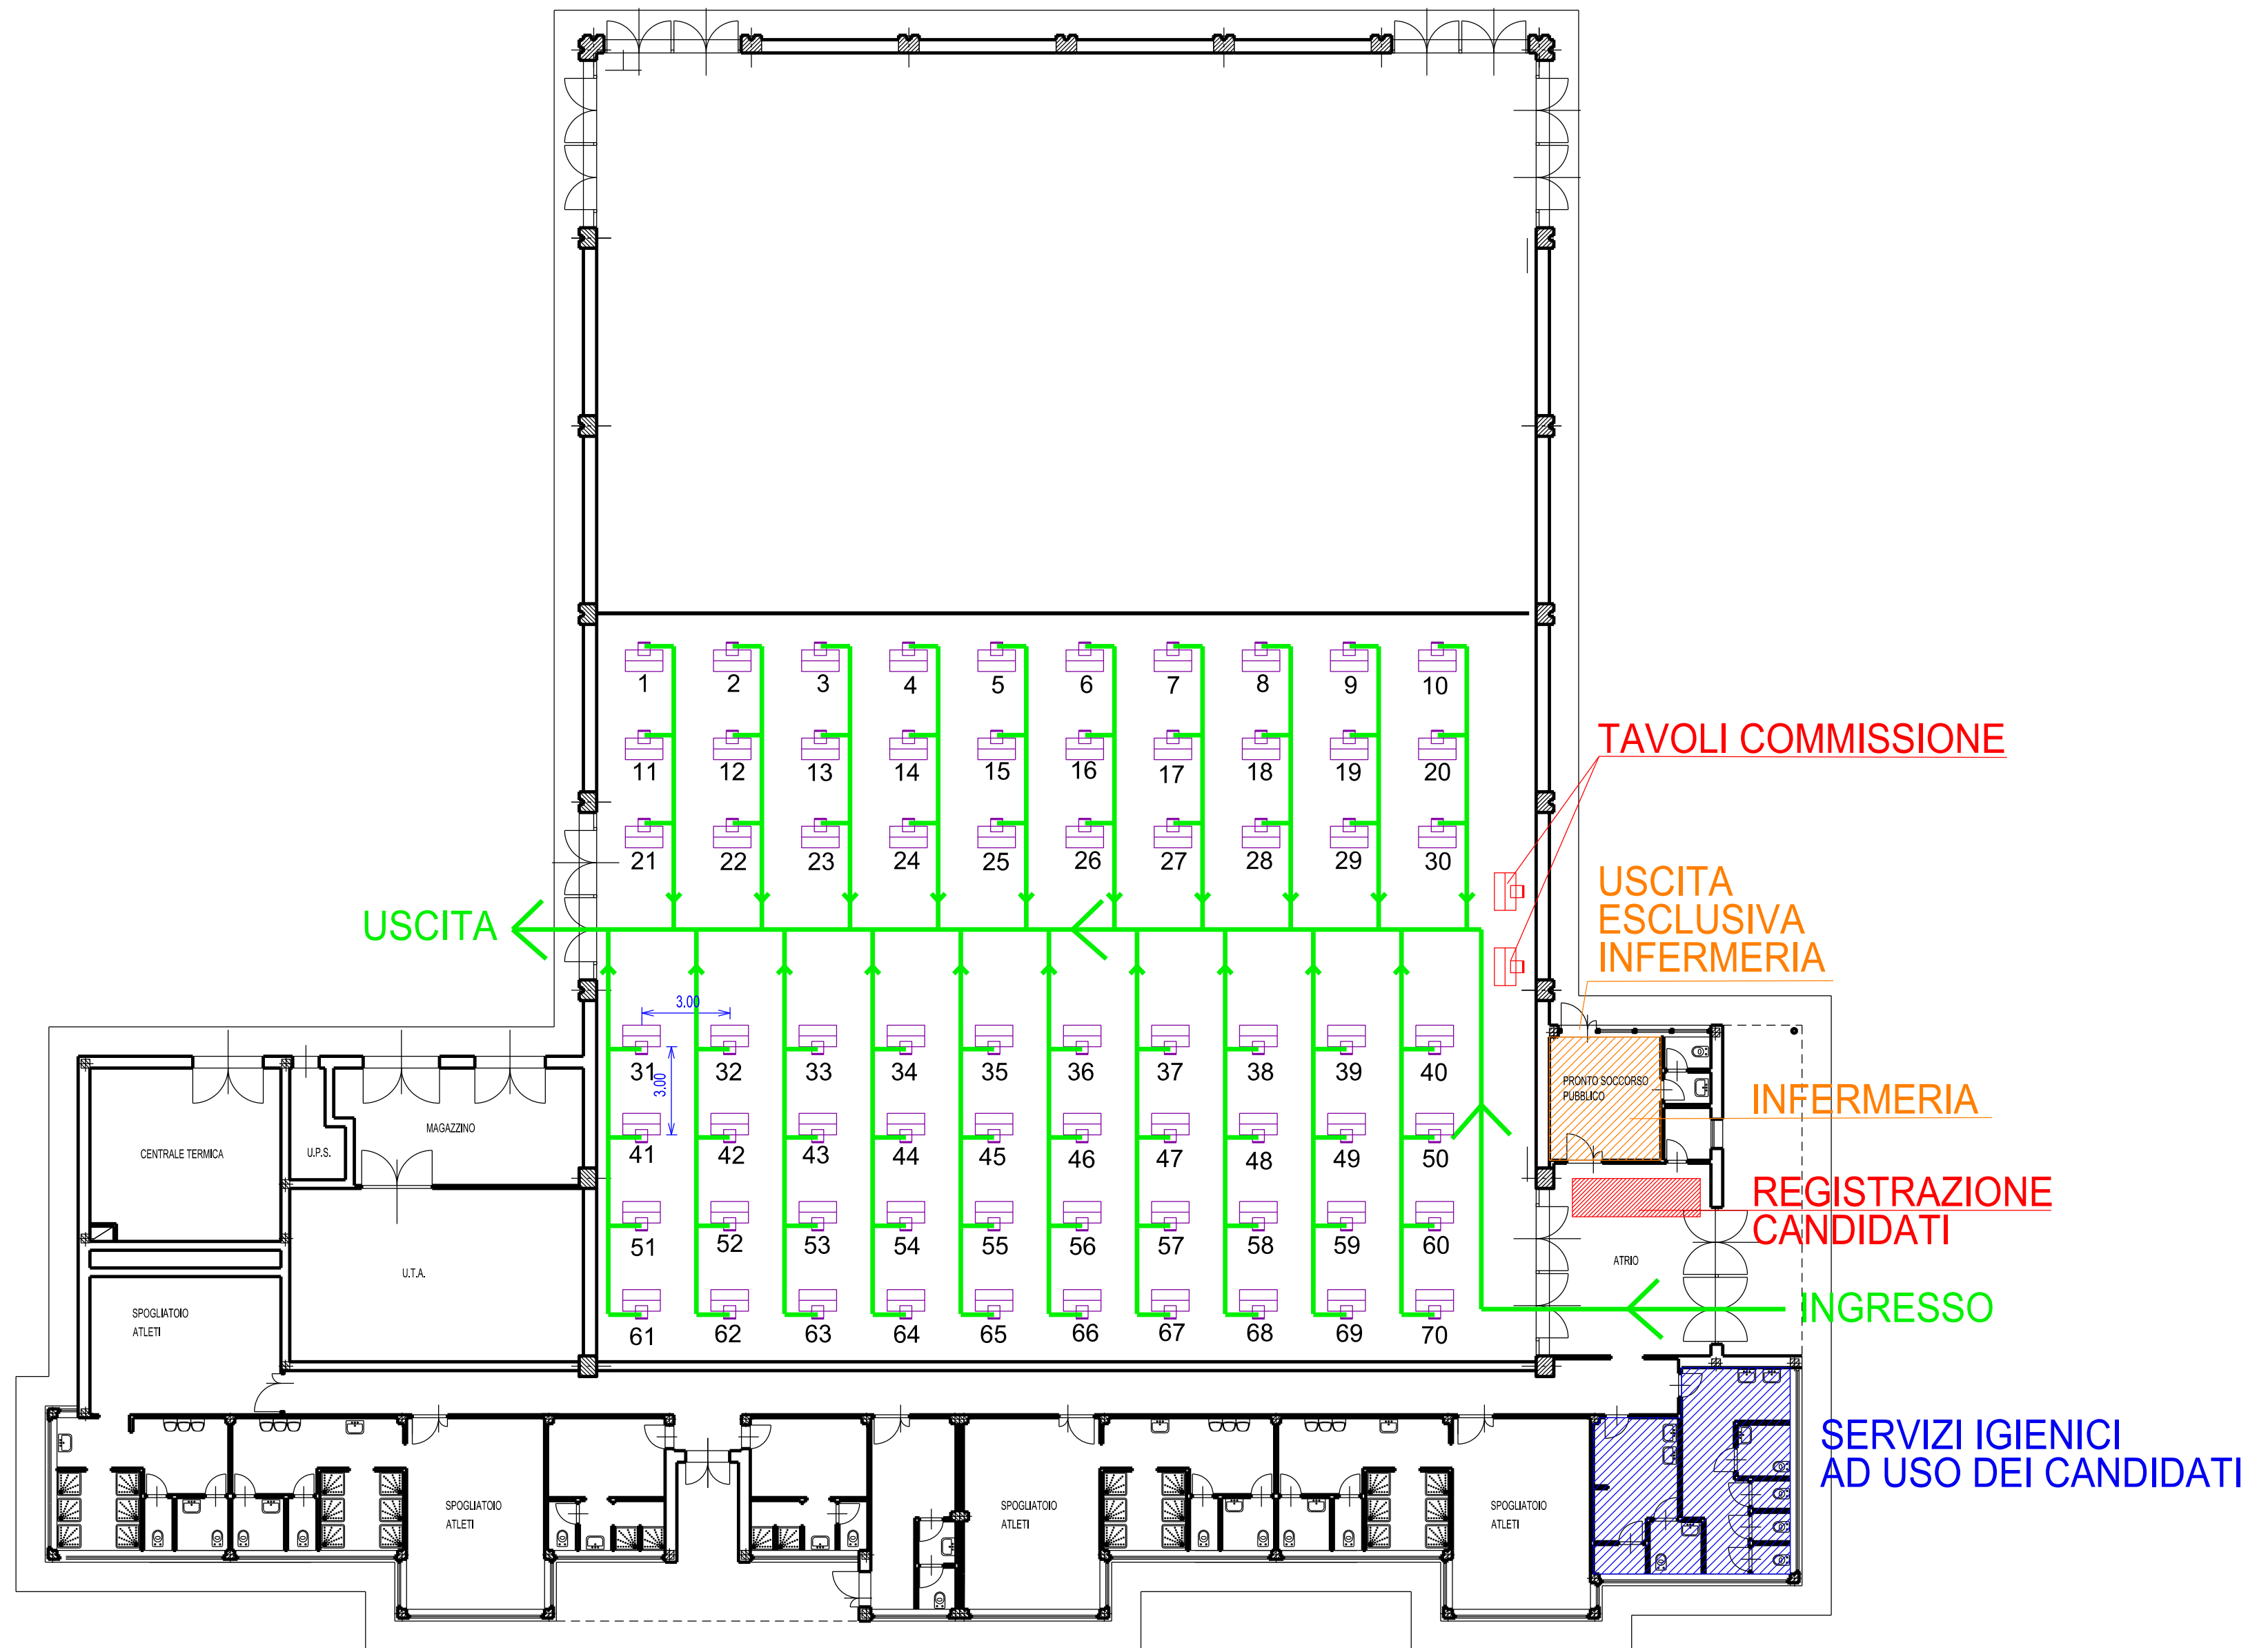 1 2 3 4 5 6 7 8 9 10
TAVOLI COMMISSIONE
11 12 13 14 15 16 17 18 19 20
21 22 23 24 25 26 27 28 29 30
USCITA
ESCLUSIVA
INFERMERIA
USCITA
3.00
31 32 33 34 35 36 37 38 39 40
3.00
PRONTO SOCCORSO
PUBBLICO
INFERMERIA
MAGAZZINO
CENTRALE TERMICA
U.P.S.
41 42 43 44 45 46 47 48 49 50
REGISTRAZIONE
CANDIDATI
51 52 53 54 55 56 57 58 59 60
ATRIO
U.T.A.
INGRESSO
SPOGLIATOIO
ATLETI
61 62 63 64 65 66 67 68 69 70
SERVIZI IGIENICI
AD USO DEI CANDIDATI
SPOGLIATOIO
ATLETI
SPOGLIATOIO
ATLETI
SPOGLIATOIO
ATLETI